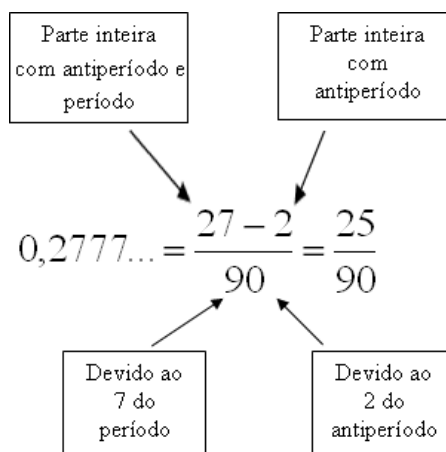 Parte inteira
com antiperíodo e
período
Parte inteira
com
antiperíodo
0,2777... = 27 − 2 / 90 = 25 / 90
Devido ao
7 do
período
Devido ao
2 do
antiperíodo